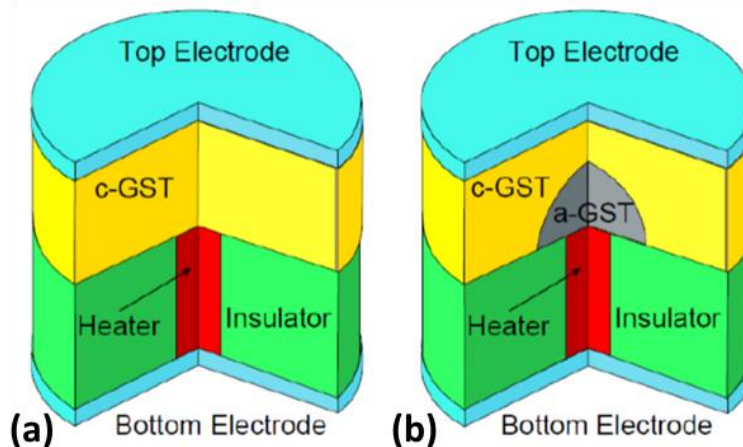 Top Electrode
c-GST
Heater
Insulator
(a)
Bottom Electrode
Top Electrode
c-GST
a-GST
Heater
Insulator
(b)
Bottom Electrode